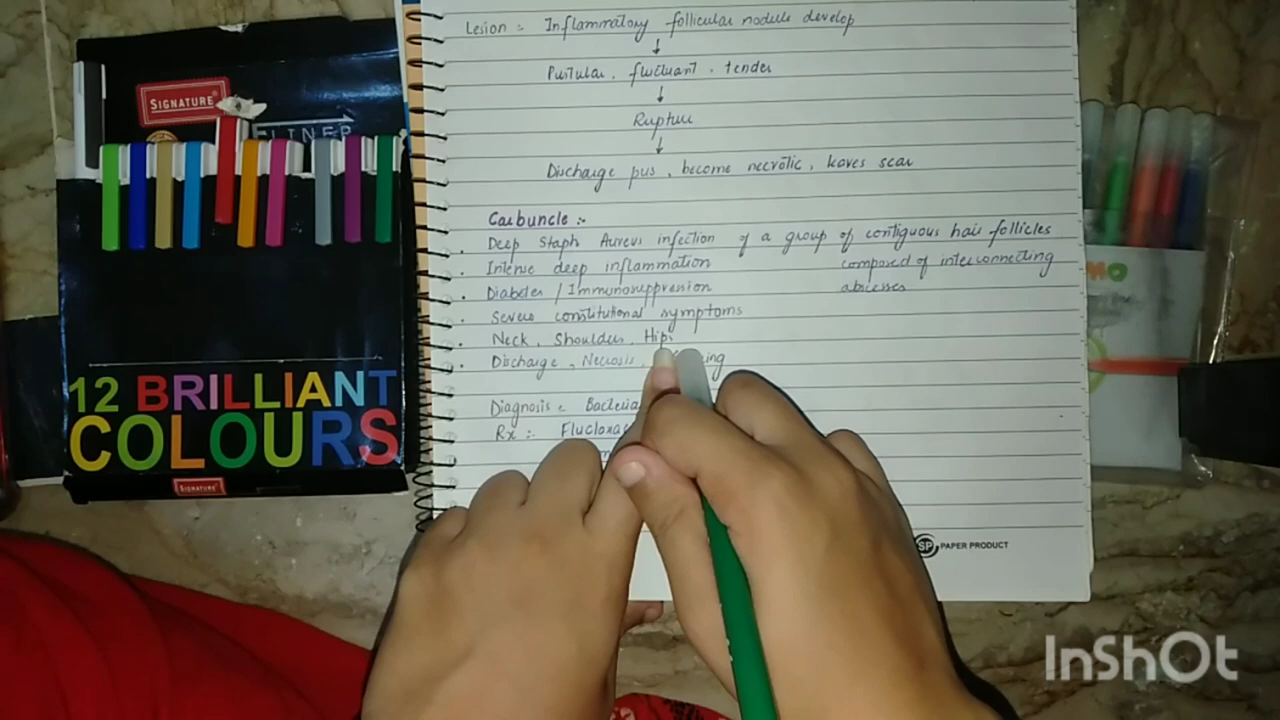 Lesion :- Inflammatory follicular nodule develop
↓
Pustular, fluctuant, tender
↓
Rupture
↓
Discharge pus, become necrotic, leaves scar
Carbuncle :-
. Deep Staph Aureus infection of a group of contiguous hair follicles
composed of interconnecting
abscesses
. Intense deep inflammation
. Diabetes / Immunosuppression
. Severe constitutional symptoms
. Neck, Shoulder, Hips
. Discharge, Necrosis,
Diagnosis :
Rx :-
SP PAPER PRODUCT
SIGNATURE
12 BRILLIANT
COLOURS
SIGNATURE
InShOt